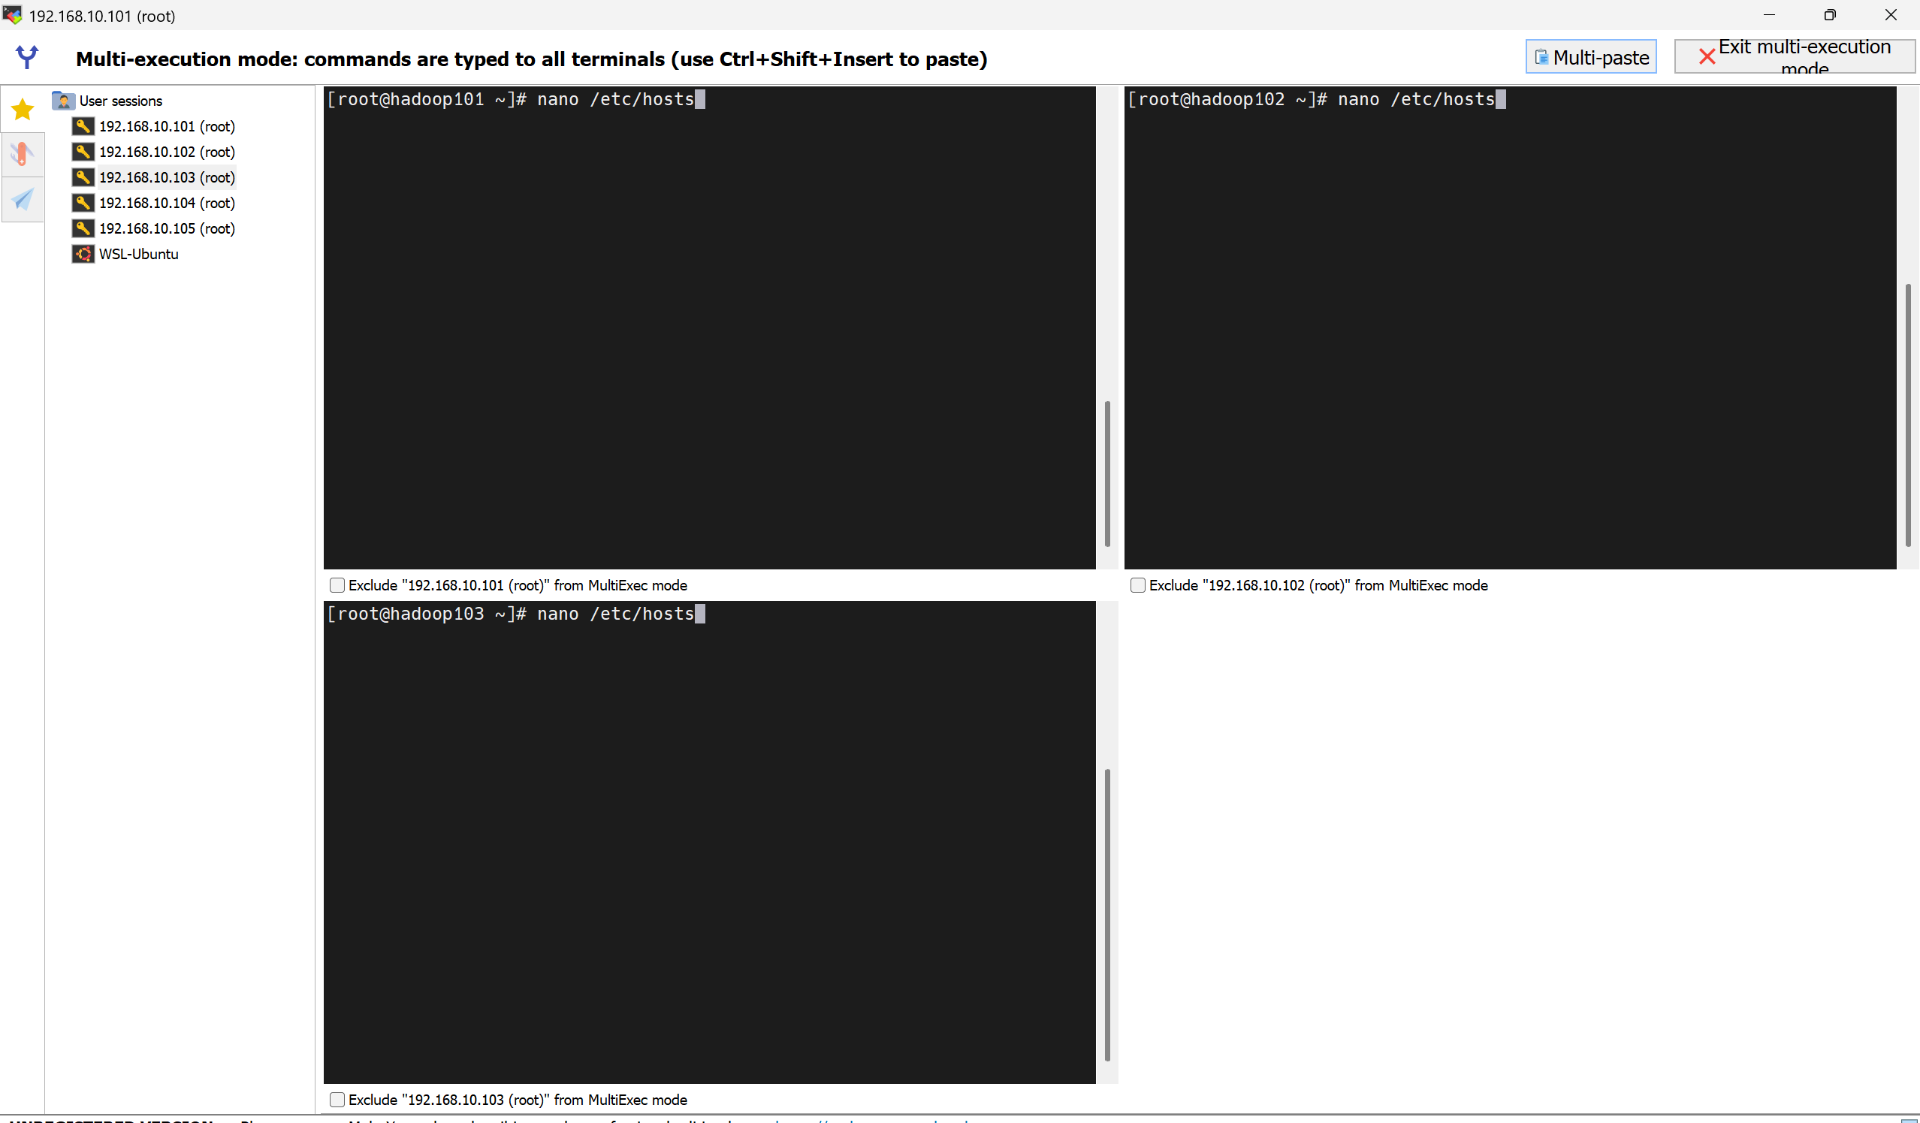 192.168.10.101 (root)
Multi-execution mode: commands are typed to all terminals (use Ctrl+Shift+Insert to paste)
Multi-paste
Exit multi-execution
mode
User sessions
192.168.10.101 (root)
192.168.10.102 (root)
192.168.10.103 (root)
192.168.10.104 (root)
192.168.10.105 (root)
WSL-Ubuntu
[root@hadoop101 ~]# nano /etc/hosts
[root@hadoop102 ~]# nano /etc/hosts
Exclude "192.168.10.101 (root)" from MultiExec mode
Exclude "192.168.10.102 (root)" from MultiExec mode
[root@hadoop103 ~]# nano /etc/hosts
Exclude "192.168.10.103 (root)" from MultiExec mode
UNREGISTERED VERSION